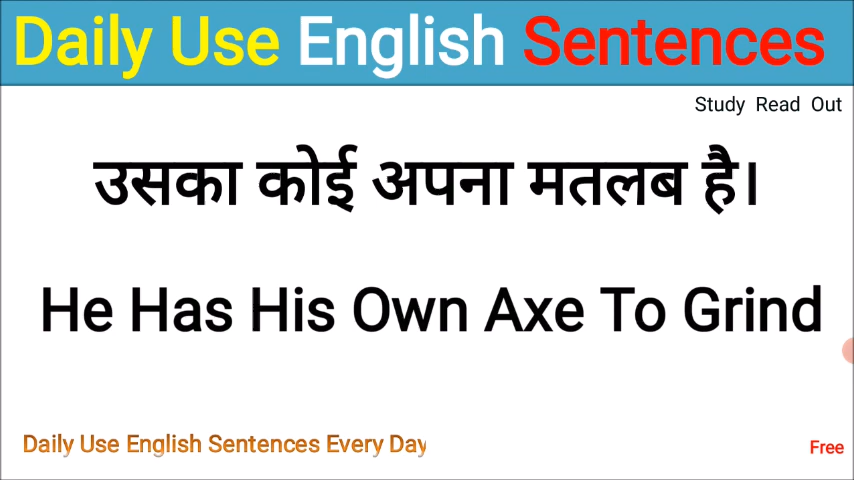 Daily Use English Sentences
Study Read Out
उसका कोई अपना मतलब है।
He Has His Own Axe To Grind
Daily Use English Sentences Every Day
Free